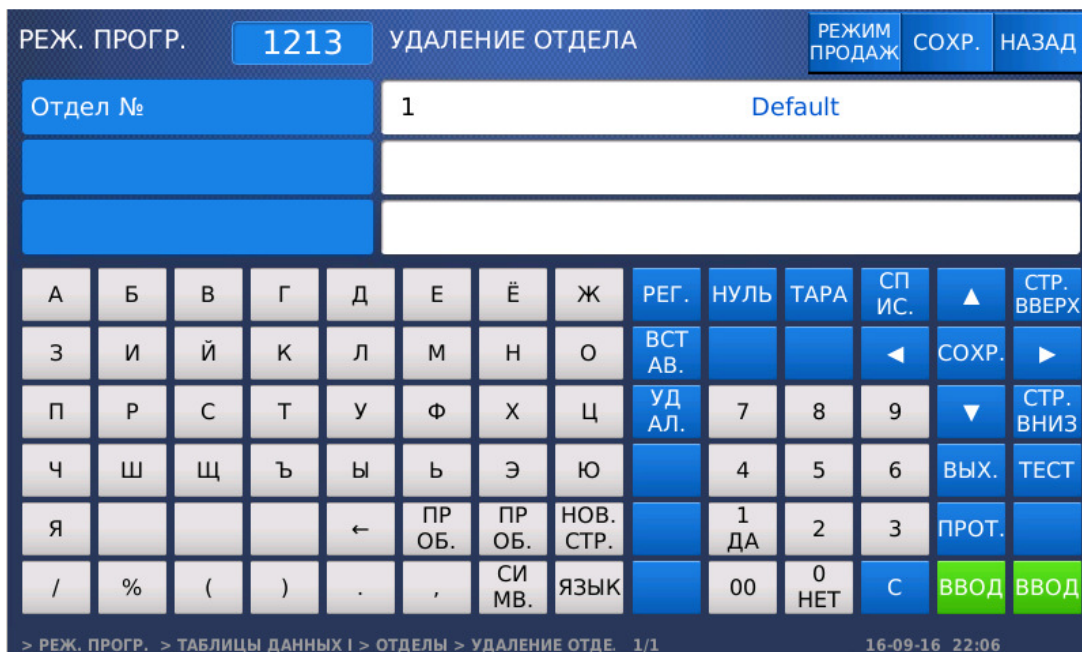 РЕЖ. ПРОГР. 1213 УДАЛЕНИЕ ОТДЕЛА РЕЖИМ ПРОДАЖ СОХР. НАЗАД
Отдел № 1 Default
А Б В Г Д Е Ё Ж РЕГ. НУЛЬ ТАРА СП ИС. ▲ СТР. ВВЕРХ
З И Й К Л М Н О ВСТ АВ. ◀ СОХР. ▶
П Р С Т У Ф Х Ц УД АЛ. 7 8 9 ▼ СТР. ВНИЗ
Ч Ш Щ Ъ Ы Ь Э Ю 4 5 6 ВЫХ. ТЕСТ
Я ← ПР ОБ. ПР ОБ. НОВ. СТР. 1 ДА 2 3 ПРОТ.
/ % ( ) . , СИ МВ. ЯЗЫК 00 0 НЕТ С ВВОД ВВОД
> РЕЖ. ПРОГР. > ТАБЛИЦЫ ДАННЫХ I > ОТДЕЛЫ > УДАЛЕНИЕ ОТДЕ. 1/1 16-09-16 22:06